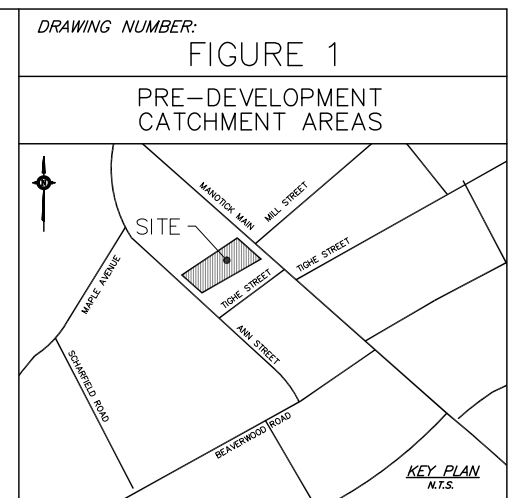 DRAWING NUMBER:
FIGURE 1
PRE-DEVELOPMENT
CATCHMENT AREAS
N
MANOTICK MAIN
MILL STREET
SITE
TIGHE STREET
TIGHE STREET
MAPLE AVENUE
ANN STREET
SCHARFIELD ROAD
BEAVERWOOD ROAD
KEY PLAN
N.T.S.